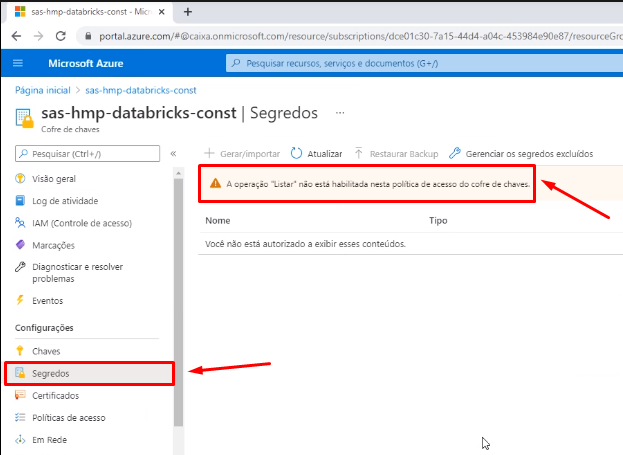 sas-hmp-databricks-const - Micro
portal.azure.com/#@caixa.onmicrosoft.com/resource/subscriptions/dce01c30-7a15-44d4-a04c-453984e90e87/resourceGro
Microsoft Azure
Pesquisar recursos, serviços e documentos (G+/)
Página inicial > sas-hmp-databricks-const
sas-hmp-databricks-const | Segredos ...
Cofre de chaves
Pesquisar (Ctrl+/) «
+ Gerar/importar Atualizar Restaurar Backup Gerenciar os segredos excluídos
Visão geral
Log de atividade
IAM (Controle de acesso)
Marcações
Diagnosticar e resolver
problemas
Eventos
Configurações
Chaves
Segredos
Certificados
Políticas de acesso
Em Rede
A operação "Listar" não está habilitada nesta política de acesso do cofre de chaves.
Nome Tipo
Você não está autorizado a exibir esses conteúdos.